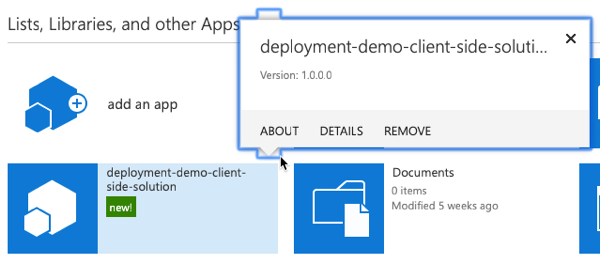 Lists, Libraries, and other Apps
deployment-demo-client-side-soluti...
Version: 1.0.0.0
ABOUT DETAILS REMOVE
add an app
deployment-demo-client-
side-solution
new!
Documents
0 items
Modified 5 weeks ago